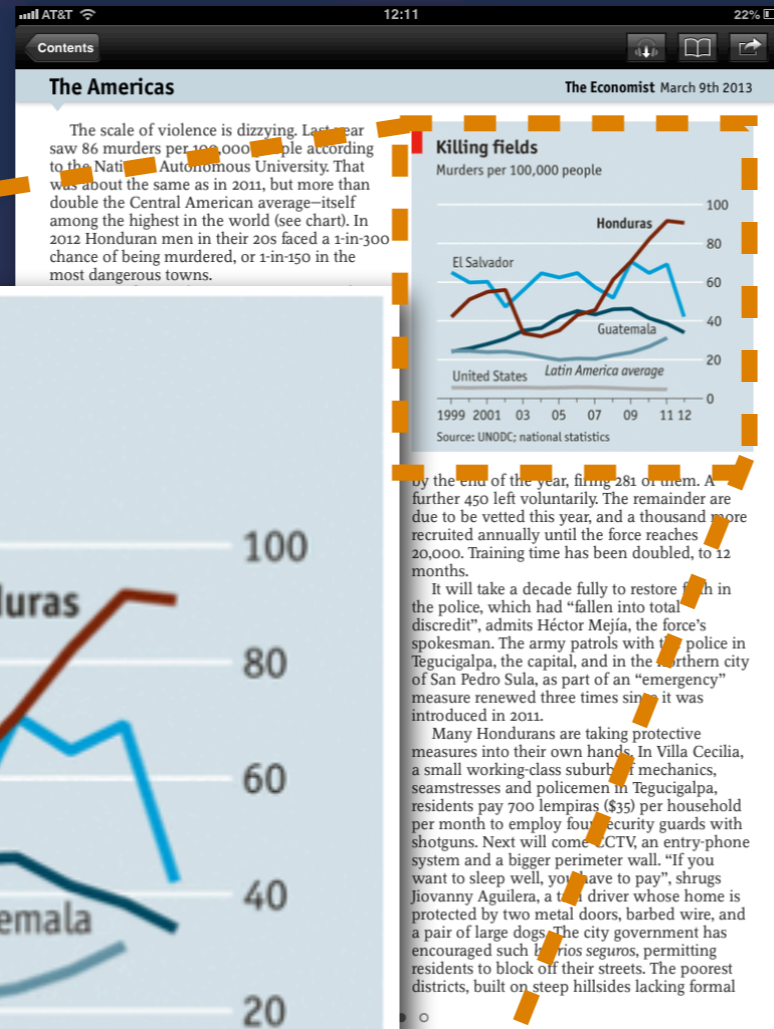 AT&T 12:11 22%
Contents
The Americas
The Economist March 9th 2013
The scale of violence is dizzying. Last year
saw 86 murders per 100,000 people according
to the National Autonomous University. That
was about the same as in 2011, but more than
double the Central American average—itself
among the highest in the world (see chart). In
2012 Honduran men in their 20s faced a 1-in-300
chance of being murdered, or 1-in-150 in the
most dangerous towns.
Killing fields
Murders per 100,000 people
100
Honduras
80
El Salvador
60
40
Guatemala
20
Latin America average
United States
0
1999 2001 03 05 07 09 11 12
Source: UNODC; national statistics
by the end of the year, firing 281 of them. A
further 450 left voluntarily. The remainder are
due to be vetted this year, and a thousand more
recruited annually until the force reaches
20,000. Training time has been doubled, to 12
months.
It will take a decade fully to restore faith in
the police, which had “fallen into total
discredit”, admits Héctor Mejía, the force’s
spokesman. The army patrols with the police in
Tegucigalpa, the capital, and in the northern city
of San Pedro Sula, as part of an “emergency”
measure renewed three times since it was
introduced in 2011.
Many Hondurans are taking protective
measures into their own hands. In Villa Cecilia,
a small working-class suburb of mechanics,
seamstresses and policemen in Tegucigalpa,
residents pay 700 lempiras ($35) per household
per month to employ four security guards with
shotguns. Next will come CCTV, an entry-phone
system and a bigger perimeter wall. “If you
want to sleep well, you have to pay”, shrugs
Jiovanny Aguilera, a taxi driver whose home is
protected by two metal doors, barbed wire, and
a pair of large dogs. The city government has
encouraged such barrios seguros, permitting
residents to block off their streets. The poorest
districts, built on steep hillsides lacking formal
100
duras
80
60
40
emala
20